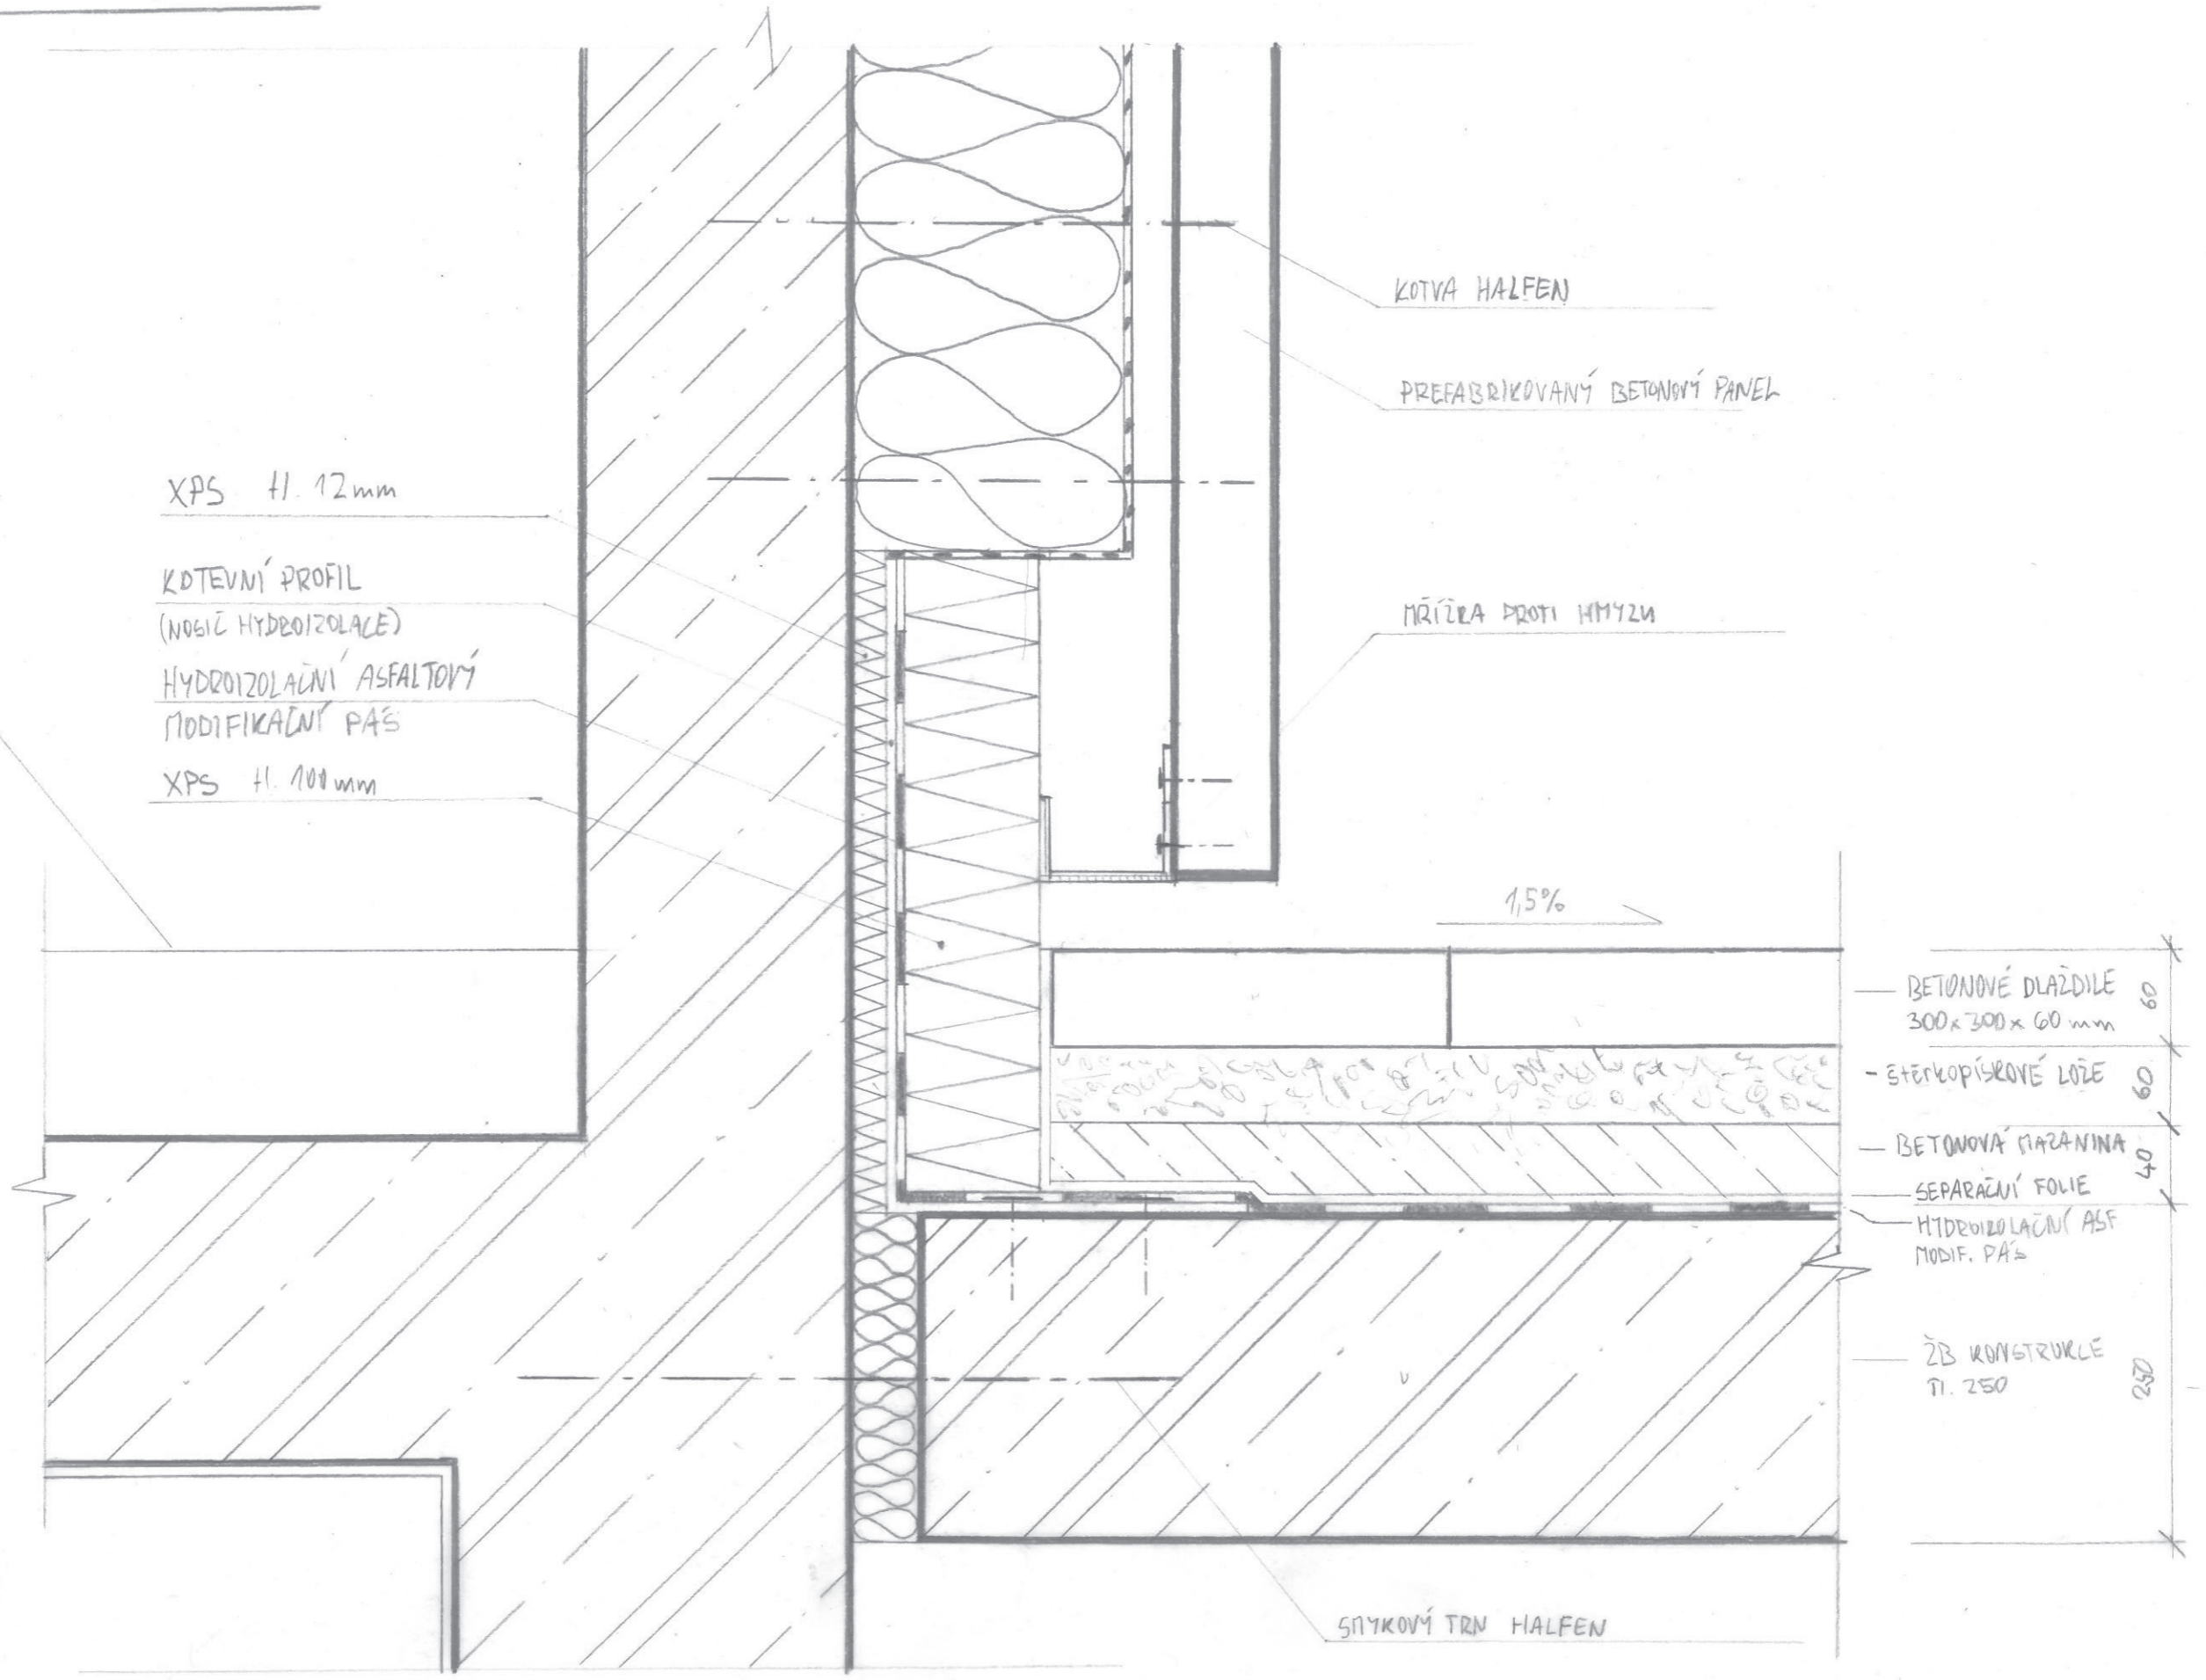 XPS tl. 12mm
KOTEVNÍ PROFIL
(NOSIČ HYDROIZOLACE)
HYDROIZOLAČNÍ ASFALTOVÝ
MODIFIKAČNÍ PÁS
XPS tl. 100mm
KOTVA HALFEN
PREFABRIKOVANÝ BETONOVÝ PANEL
MŘÍŽKA PROTI HMYZU
1,5%
BETONOVÉ DLAŽDILE
300x300x60 mm
60
- štěrkopískové LOŽE
60
BETONOVÁ MAZANINA
40
SEPARAČNÍ FOLIE
HYDROIZOLAČNÍ ASF
MODIF. PÁS
ŽB KONSTRUKCE
Tl. 250
250
SMYKOVÝ TRN HALFEN